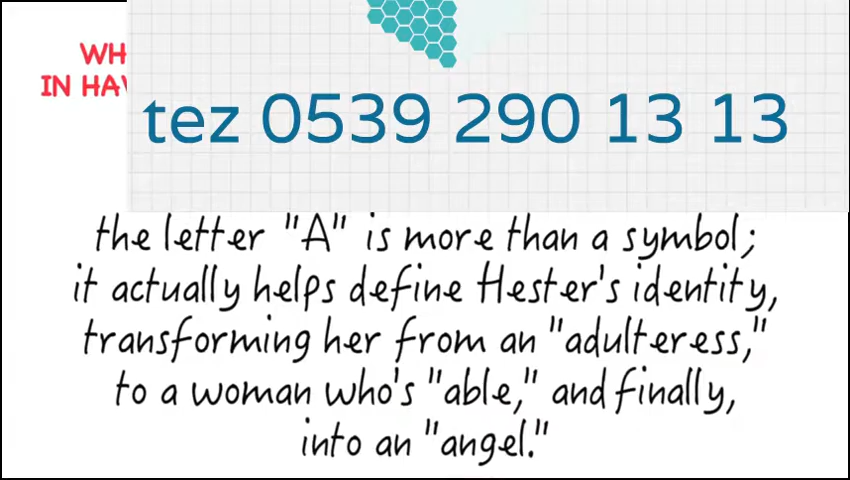 WH
IN HAV
tez 0539 290 13 13
the letter "A" is more than a symbol;
it actually helps define Hester's identity,
transforming her from an "adulteress,"
to a woman who's "able," and finally,
into an "angel."